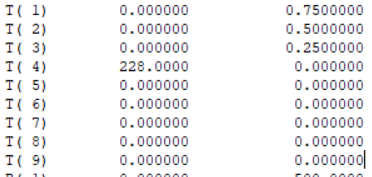 T( 1) 0.000000 0.7500000
T( 2) 0.000000 0.5000000
T( 3) 0.000000 0.2500000
T( 4) 228.0000 0.000000
T( 5) 0.000000 0.000000
T( 6) 0.000000 0.000000
T( 7) 0.000000 0.000000
T( 8) 0.000000 0.000000
T( 9) 0.000000 0.000000